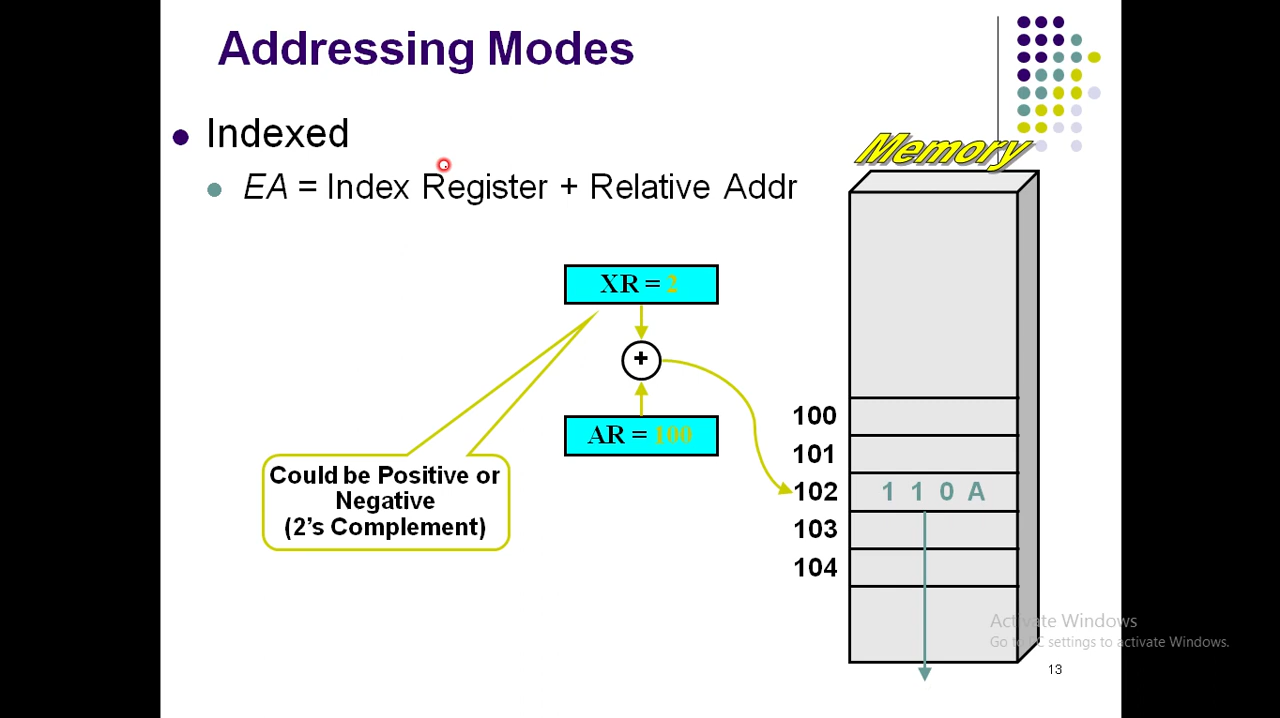 Addressing Modes
Indexed
EA = Index Register + Relative Addr
Memory
XR = 2
+
AR = 100
Could be Positive or
Negative
(2's Complement)
100
101
102
1 1 0 A
103
104
Activate Windows
Go to PC settings to activate Windows.
13